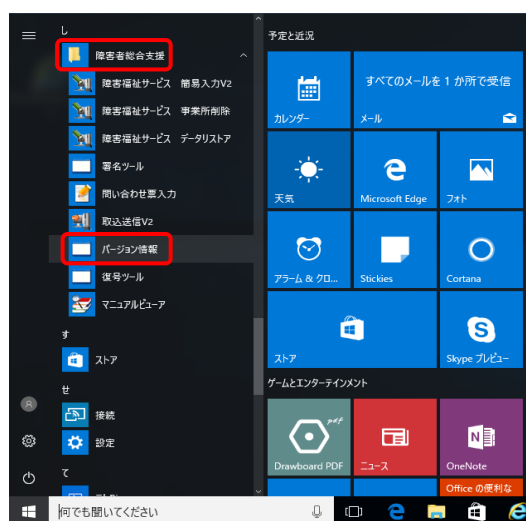 し
障害者総合支援
障害福祉サービス 簡易入力V2
障害福祉サービス 事業所削除
障害福祉サービス データリストア
署名ツール
問い合わせ票入力
取込送信V2
バージョン情報
復号ツール
マニュアルビューア
す
ストア
せ
接続
設定
て
何でも聞いてください
予定と近況
カレンダー
すべてのメールを 1 か所で受信
メール
天気
Microsoft Edge
フォト
アラーム & クロ...
Stickies
Cortana
ストア
Skype プレビュー
ゲームとエンターテインメント
pdf
Drawboard PDF
ニュース
OneNote
Office の便利な